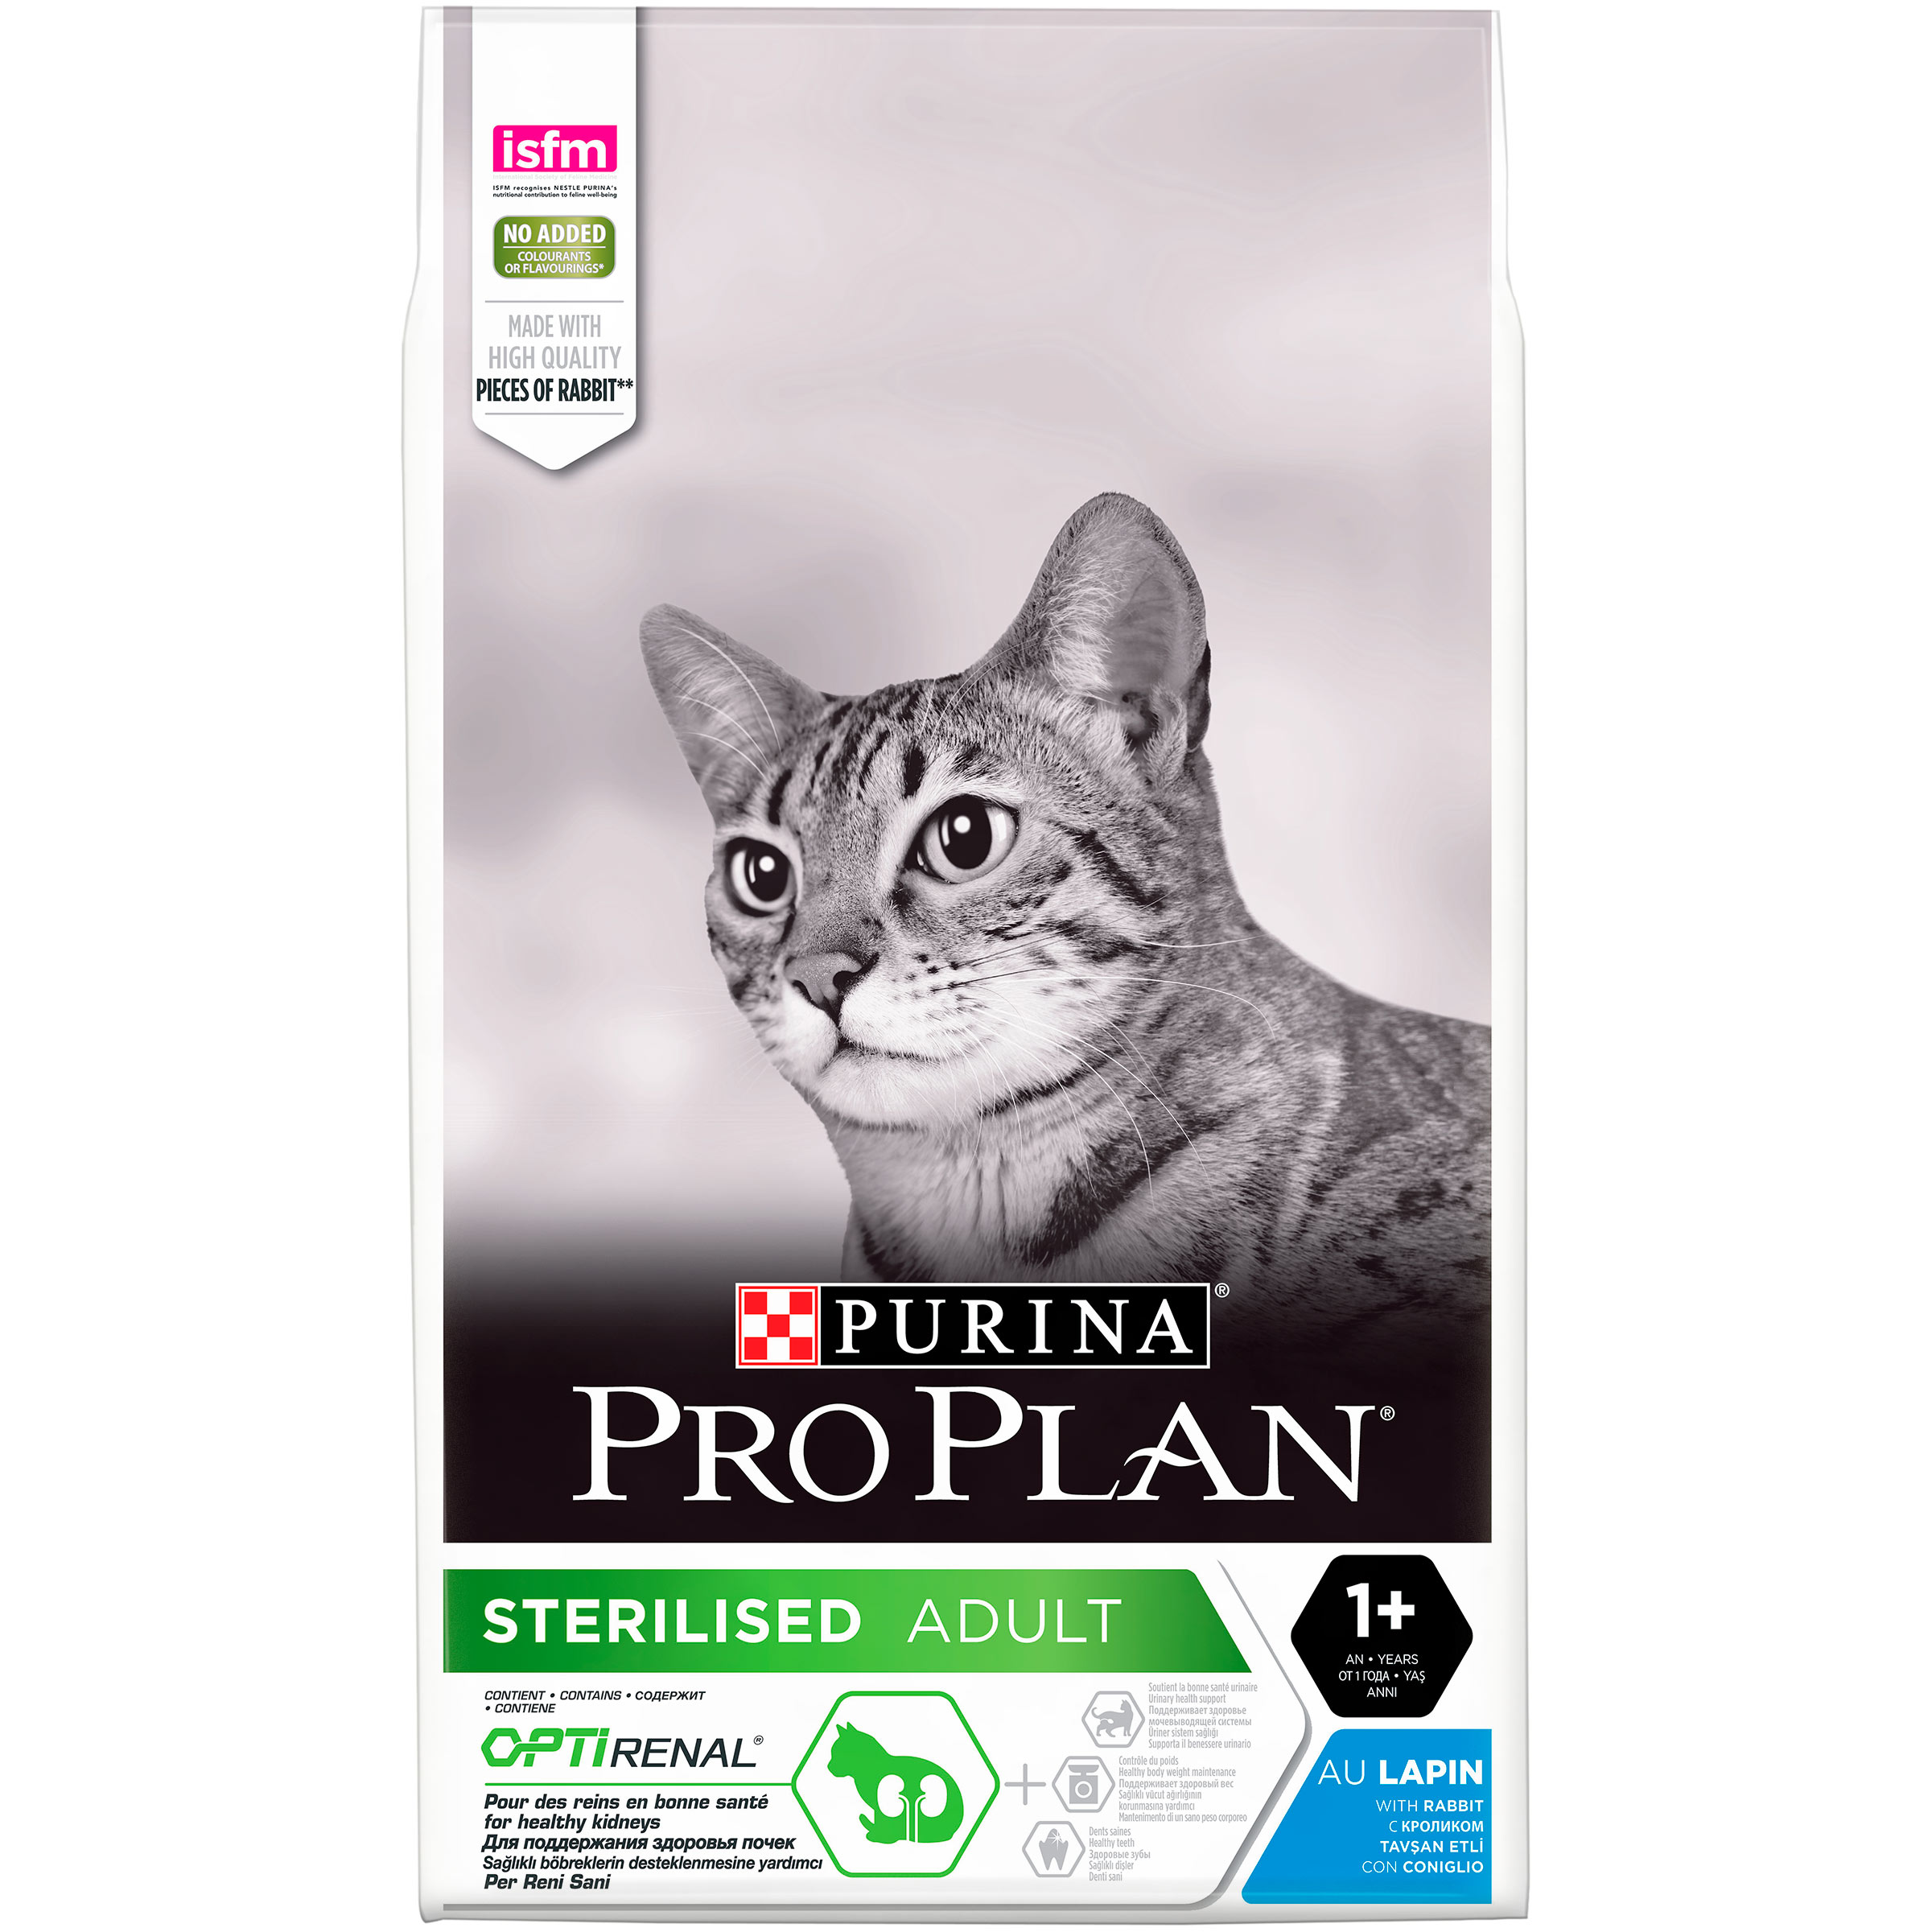 isfm
ISFM recognises NESTLE PURINA's
nutritional contribution to feline well-being
NO ADDED
COLOURANTS
OR FLAVOURINGS*
MADE WITH
HIGH QUALITY
PIECES OF RABBIT**
PURINA®
PRO PLAN®
STERILISED ADULT
1+
AN • YEARS
ОТ 1 ГОДА • YAŞ
ANNI
CONTIENT • CONTAINS • СОДЕРЖИТ
• CONTIENE
OPTIRENAL®
Pour des reins en bonne santé
for healthy kidneys
Для поддержания здоровья почек
Sağlıklı böbreklerin desteklenmesine yardımcı
Per Reni Sani
Soutient la bonne santé urinaire
Urinary health support
Поддерживает здоровье
мочевыводящей системы
Üriner sistem sağlığı
Supporta il benessere urinario
+
Contrôle du poids
Healthy body weight maintenance
Поддерживает здоровый вес
Sağlıklı vücut ağırlığının
korunmasına yardımcı
Mantenimento di un sano peso corporeo
Dents saines
Healthy teeth
Здоровые зубы
Sağlıklı dişler
Denti sani
AU LAPIN
WITH RABBIT
С КРОЛИКОМ
TAVŞAN ETLİ
CON CONIGLIO